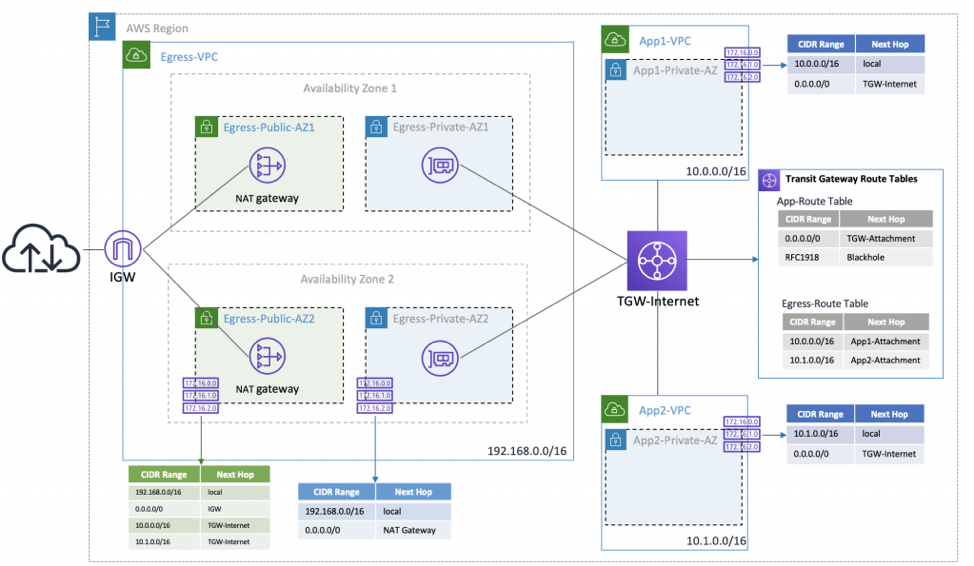 AWS Region
Egress-VPC
Availability Zone 1
Egress-Public-AZ1
NAT gateway
Egress-Private-AZ1
IGW
Availability Zone 2
Egress-Public-AZ2
NAT gateway
Egress-Private-AZ2
172.16.0.0
172.16.1.0
172.16.2.0
172.16.0.0
172.16.1.0
172.16.2.0
192.168.0.0/16
CIDR Range Next Hop
192.168.0.0/16 local
0.0.0.0/0 IGW
10.0.0.0/16 TGW-Internet
10.1.0.0/16 TGW-Internet
CIDR Range Next Hop
192.168.0.0/16 local
0.0.0.0/0 NAT Gateway
App1-VPC
App1-Private-AZ
172.16.0.0
172.16.1.0
172.16.2.0
10.0.0.0/16
CIDR Range Next Hop
10.0.0.0/16 local
0.0.0.0/0 TGW-Internet
TGW-Internet
Transit Gateway Route Tables
App-Route Table
CIDR Range Next Hop
0.0.0.0/0 TGW-Attachment
RFC1918 Blackhole
Egress-Route Table
CIDR Range Next Hop
10.0.0.0/16 App1-Attachment
10.1.0.0/16 App2-Attachment
App2-VPC
App2-Private-AZ
172.16.0.0
172.16.1.0
172.16.2.0
10.1.0.0/16
CIDR Range Next Hop
10.1.0.0/16 local
0.0.0.0/0 TGW-Internet